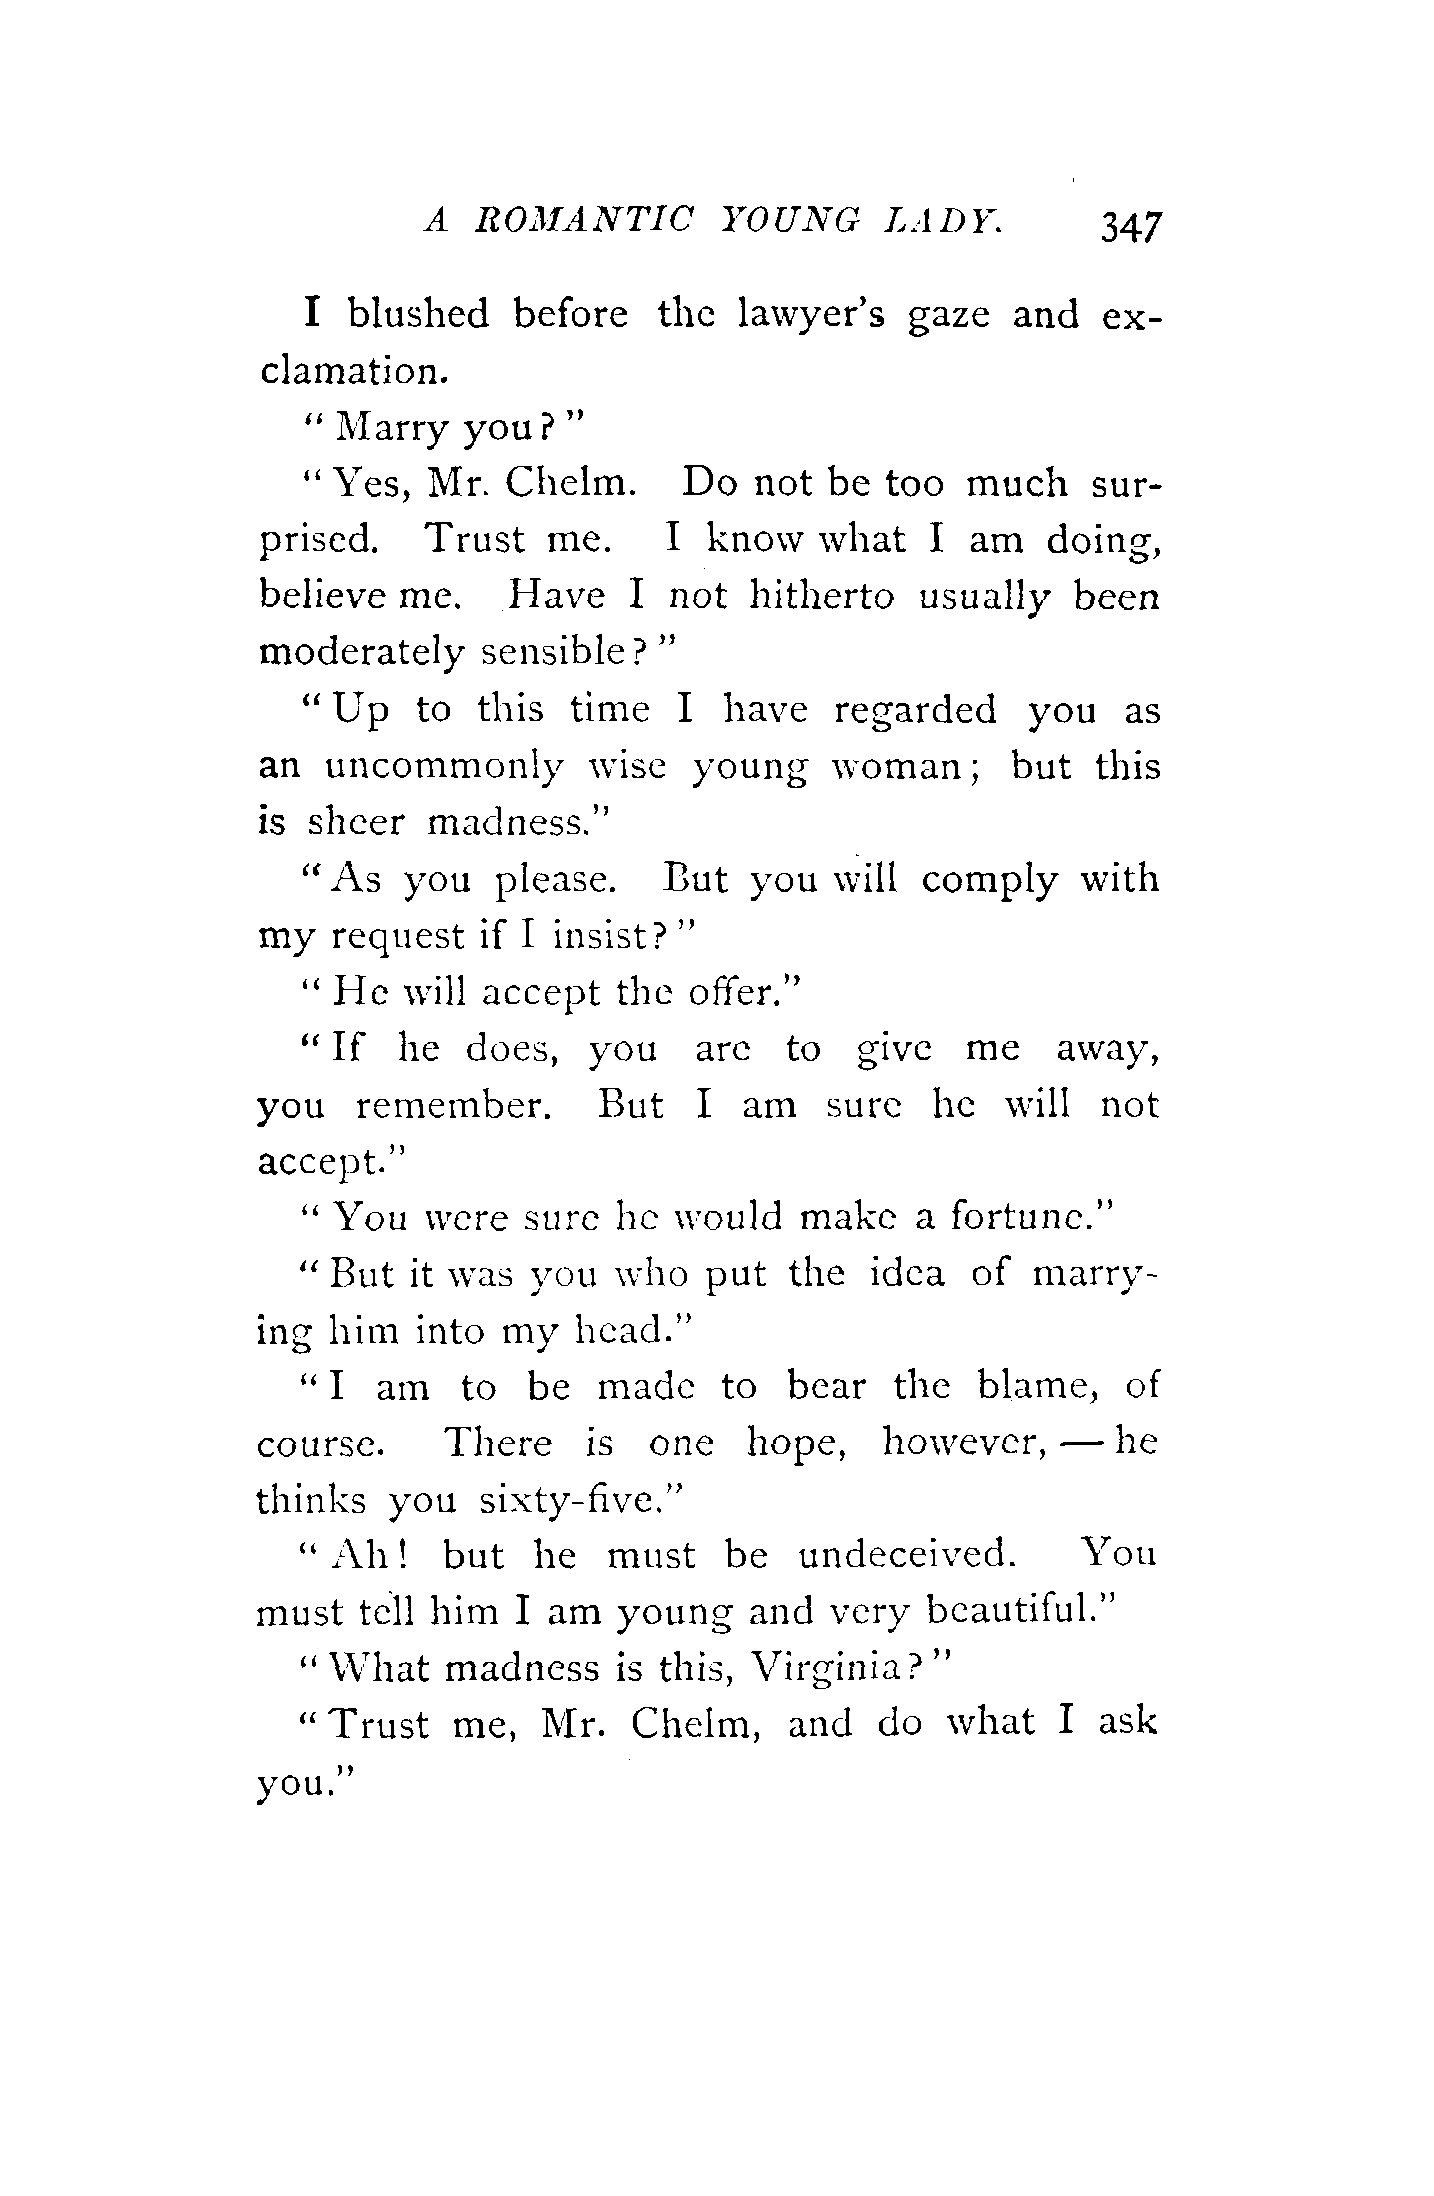 A ROMANTIC YOUNG LADY. 347
I blushed before the lawyer's gaze and ex-
clamation.
"Marry you?"
"Yes, Mr. Chelm. Do not be too much sur-
prised. Trust me. I know what I am doing,
believe me. Have I not hitherto usually been
moderately sensible?"
"Up to this time I have regarded you as
an uncommonly wise young woman; but this
is sheer madness."
"As you please. But you will comply with
my request if I insist?"
"He will accept the offer."
"If he does, you are to give me away,
you remember. But I am sure he will not
accept."
"You were sure he would make a fortune."
"But it was you who put the idea of marry-
ing him into my head."
"I am to be made to bear the blame, of
course. There is one hope, however, — he
thinks you sixty-five."
"Ah! but he must be undeceived. You
must tell him I am young and very beautiful."
"What madness is this, Virginia?"
"Trust me, Mr. Chelm, and do what I ask
you."